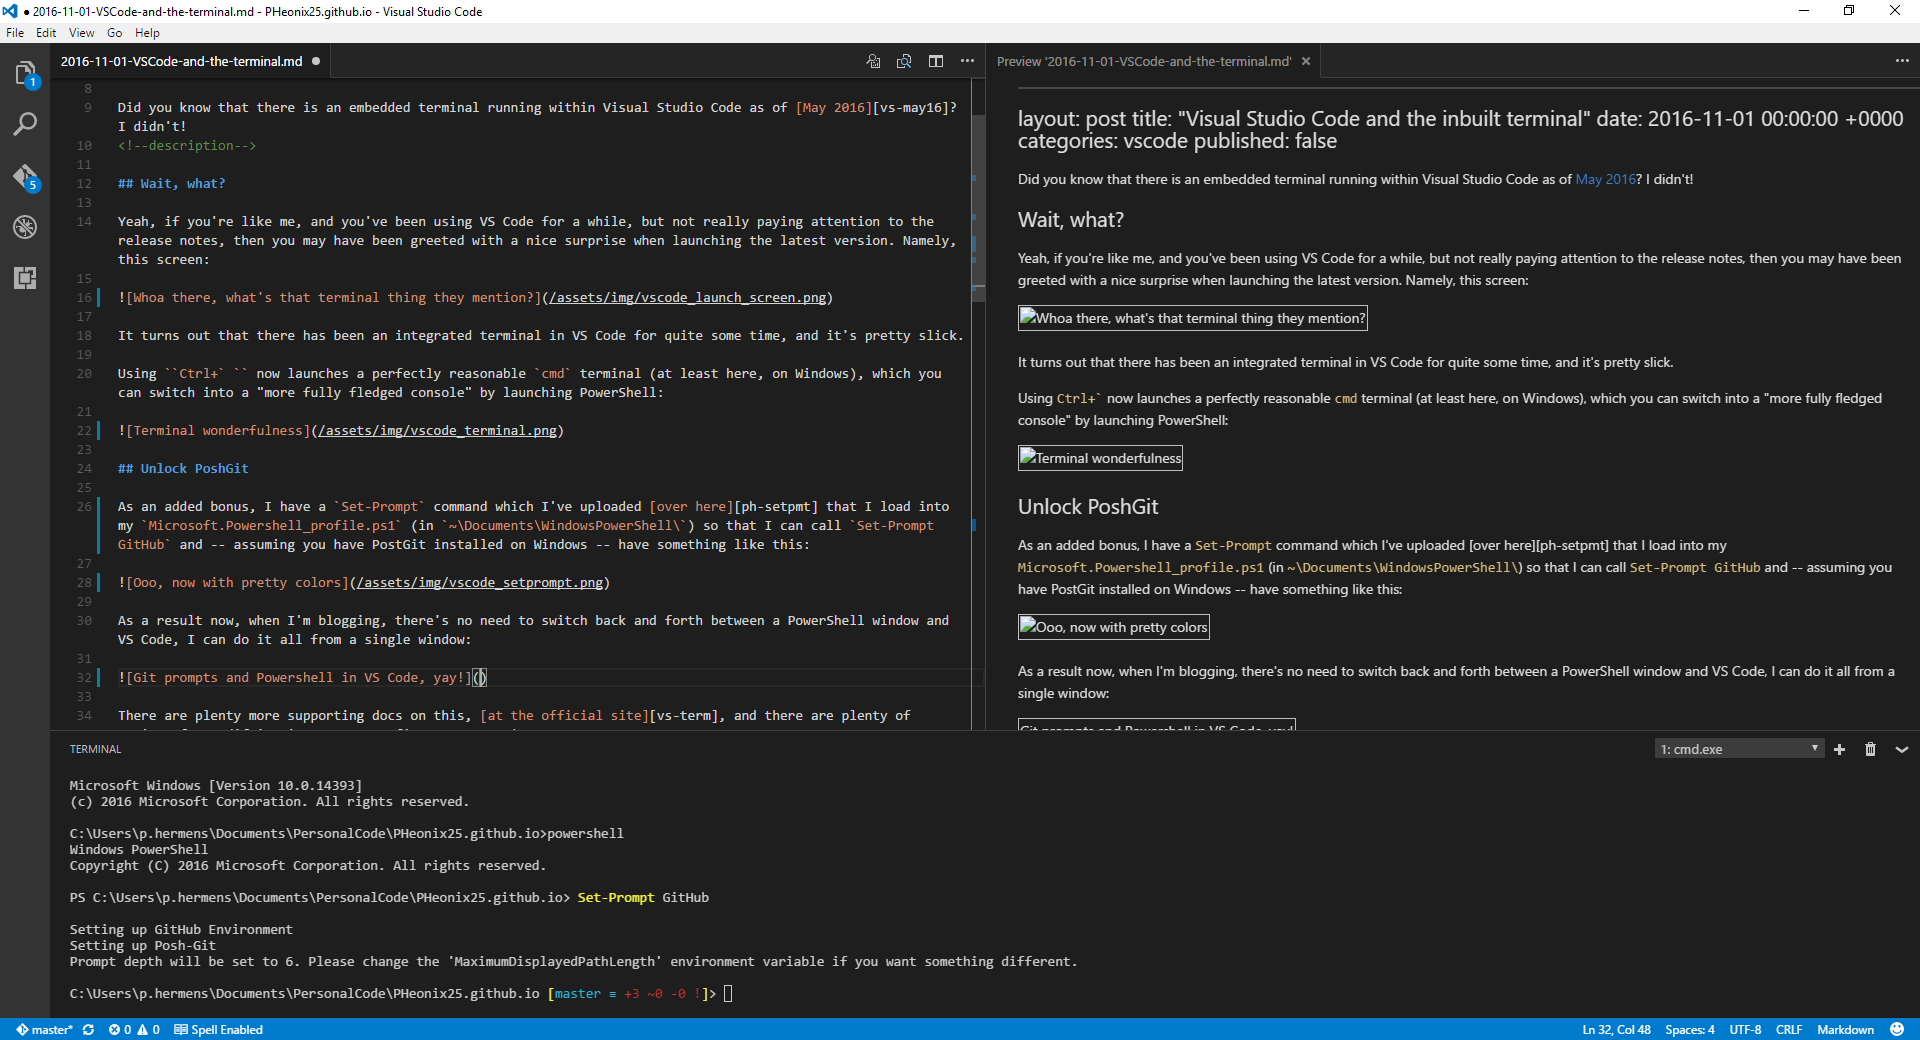 ● 2016-11-01-VSCode-and-the-terminal.md - PHeonix25.github.io - Visual Studio Code
File Edit View Go Help
2016-11-01-VSCode-and-the-terminal.md ●
8
9 Did you know that there is an embedded terminal running within Visual Studio Code as of [May 2016][vs-may16]?
I didn't!
10 <!--description-->
11
12 ## Wait, what?
13
14 Yeah, if you're like me, and you've been using VS Code for a while, but not really paying attention to the
release notes, then you may have been greeted with a nice surprise when launching the latest version. Namely,
this screen:
15
16 ![Whoa there, what's that terminal thing they mention?](/assets/img/vscode_launch_screen.png)
17
18 It turns out that there has been an integrated terminal in VS Code for quite some time, and it's pretty slick.
19
20 Using ``Ctrl+` `` now launches a perfectly reasonable `cmd` terminal (at least here, on Windows), which you
can switch into a "more fully fledged console" by launching PowerShell:
21
22 ![Terminal wonderfulness](/assets/img/vscode_terminal.png)
23
24 ## Unlock PoshGit
25
26 As an added bonus, I have a `Set-Prompt` command which I've uploaded [over here][ph-setpmt] that I load into
my `Microsoft.Powershell_profile.ps1` (in `~\Documents\WindowsPowerShell\`) so that I can call `Set-Prompt
GitHub` and -- assuming you have PostGit installed on Windows -- have something like this:
27
28 ![Ooo, now with pretty colors](/assets/img/vscode_setprompt.png)
29
30 As a result now, when I'm blogging, there's no need to switch back and forth between a PowerShell window and
VS Code, I can do it all from a single window:
31
32 ![Git prompts and Powershell in VS Code, yay!]()
33
34 There are plenty more supporting docs on this, [at the official site][vs-term], and there are plenty of
Preview '2016-11-01-VSCode-and-the-terminal.md' ×
layout: post title: "Visual Studio Code and the inbuilt terminal" date: 2016-11-01 00:00:00 +0000
categories: vscode published: false
Did you know that there is an embedded terminal running within Visual Studio Code as of May 2016? I didn't!
Wait, what?
Yeah, if you're like me, and you've been using VS Code for a while, but not really paying attention to the release notes, then you may have been
greeted with a nice surprise when launching the latest version. Namely, this screen:
Whoa there, what's that terminal thing they mention?
It turns out that there has been an integrated terminal in VS Code for quite some time, and it's pretty slick.
Using Ctrl+` now launches a perfectly reasonable cmd terminal (at least here, on Windows), which you can switch into a "more fully fledged
console" by launching PowerShell:
Terminal wonderfulness
Unlock PoshGit
As an added bonus, I have a Set-Prompt command which I've uploaded [over here][ph-setpmt] that I load into my
Microsoft.Powershell_profile.ps1 (in ~\Documents\WindowsPowerShell\) so that I can call Set-Prompt GitHub and -- assuming you
have PostGit installed on Windows -- have something like this:
Ooo, now with pretty colors
As a result now, when I'm blogging, there's no need to switch back and forth between a PowerShell window and VS Code, I can do it all from a
single window:
Git prompts and Powershell in VS Code, yay!
TERMINAL
1: cmd.exe
Microsoft Windows [Version 10.0.14393]
(c) 2016 Microsoft Corporation. All rights reserved.
C:\Users\p.hermens\Documents\PersonalCode\PHeonix25.github.io>powershell
Windows PowerShell
Copyright (C) 2016 Microsoft Corporation. All rights reserved.
PS C:\Users\p.hermens\Documents\PersonalCode\PHeonix25.github.io> Set-Prompt GitHub
Setting up GitHub Environment
Setting up Posh-Git
Prompt depth will be set to 6. Please change the 'MaximumDisplayedPathLength' environment variable if you want something different.
C:\Users\p.hermens\Documents\PersonalCode\PHeonix25.github.io [master ≡ +3 ~0 -0 !]>
master* 0 0 Spell Enabled
Ln 32, Col 48 Spaces: 4 UTF-8 CRLF Markdown
1
5